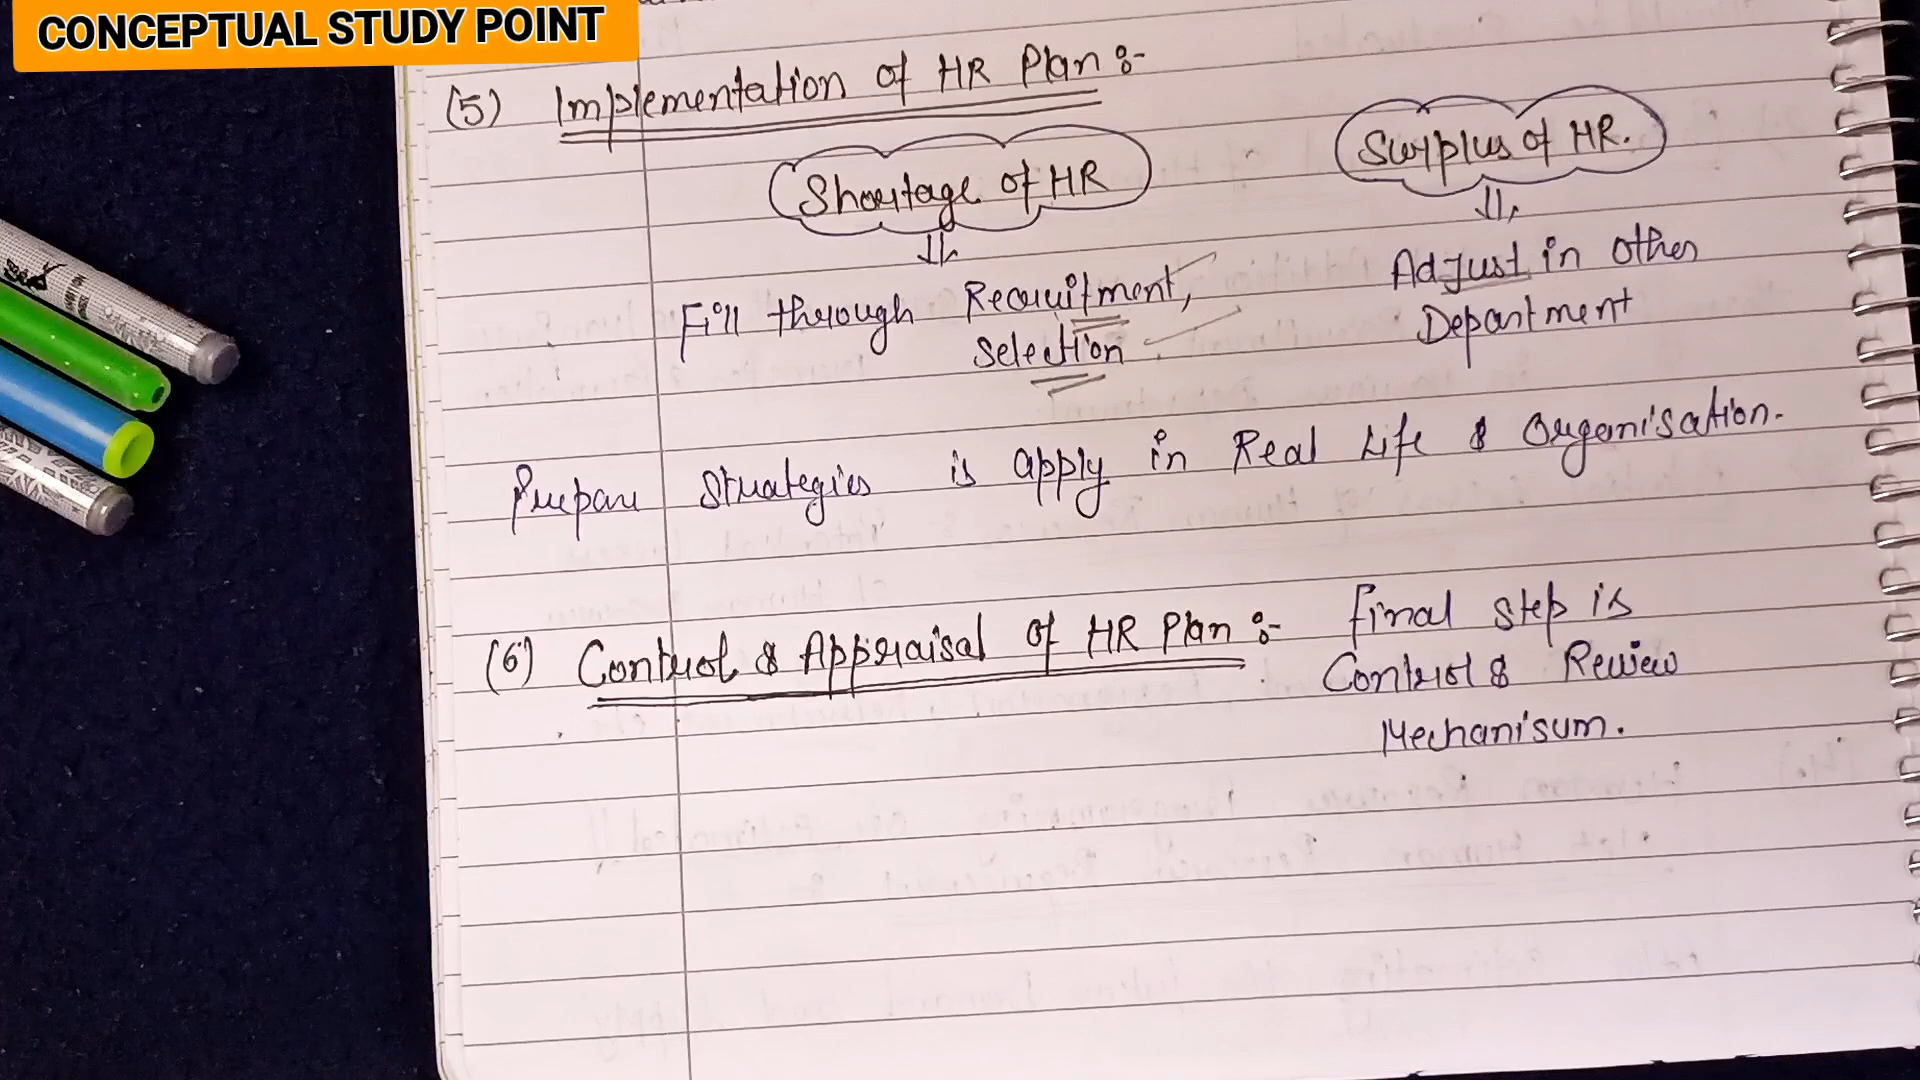 CONCEPTUAL STUDY POINT
(5) Implementation of HR Plan :-
Shortage of HR
Surplus of HR.
Fill through Recruitment,
Selection
Adjust in other
Department
Prepare Strategies is apply in Real Life & Organisation.
(6) Control & Appraisal of HR Plan :- final step is
Control & Review
Mechanisum.